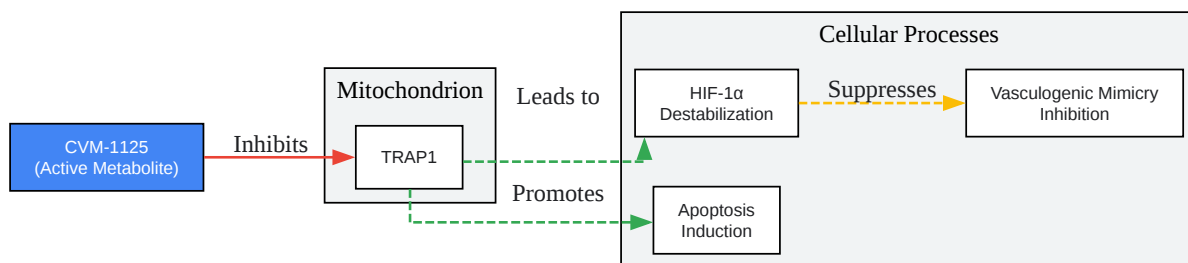 Cellular Processes
Mitochondrion
Leads to
HIF-1α
Destabilization
Suppresses
Vasculogenic Mimicry
Inhibition
CVM-1125
(Active Metabolite)
Inhibits
TRAP1
Promotes
Apoptosis
Induction